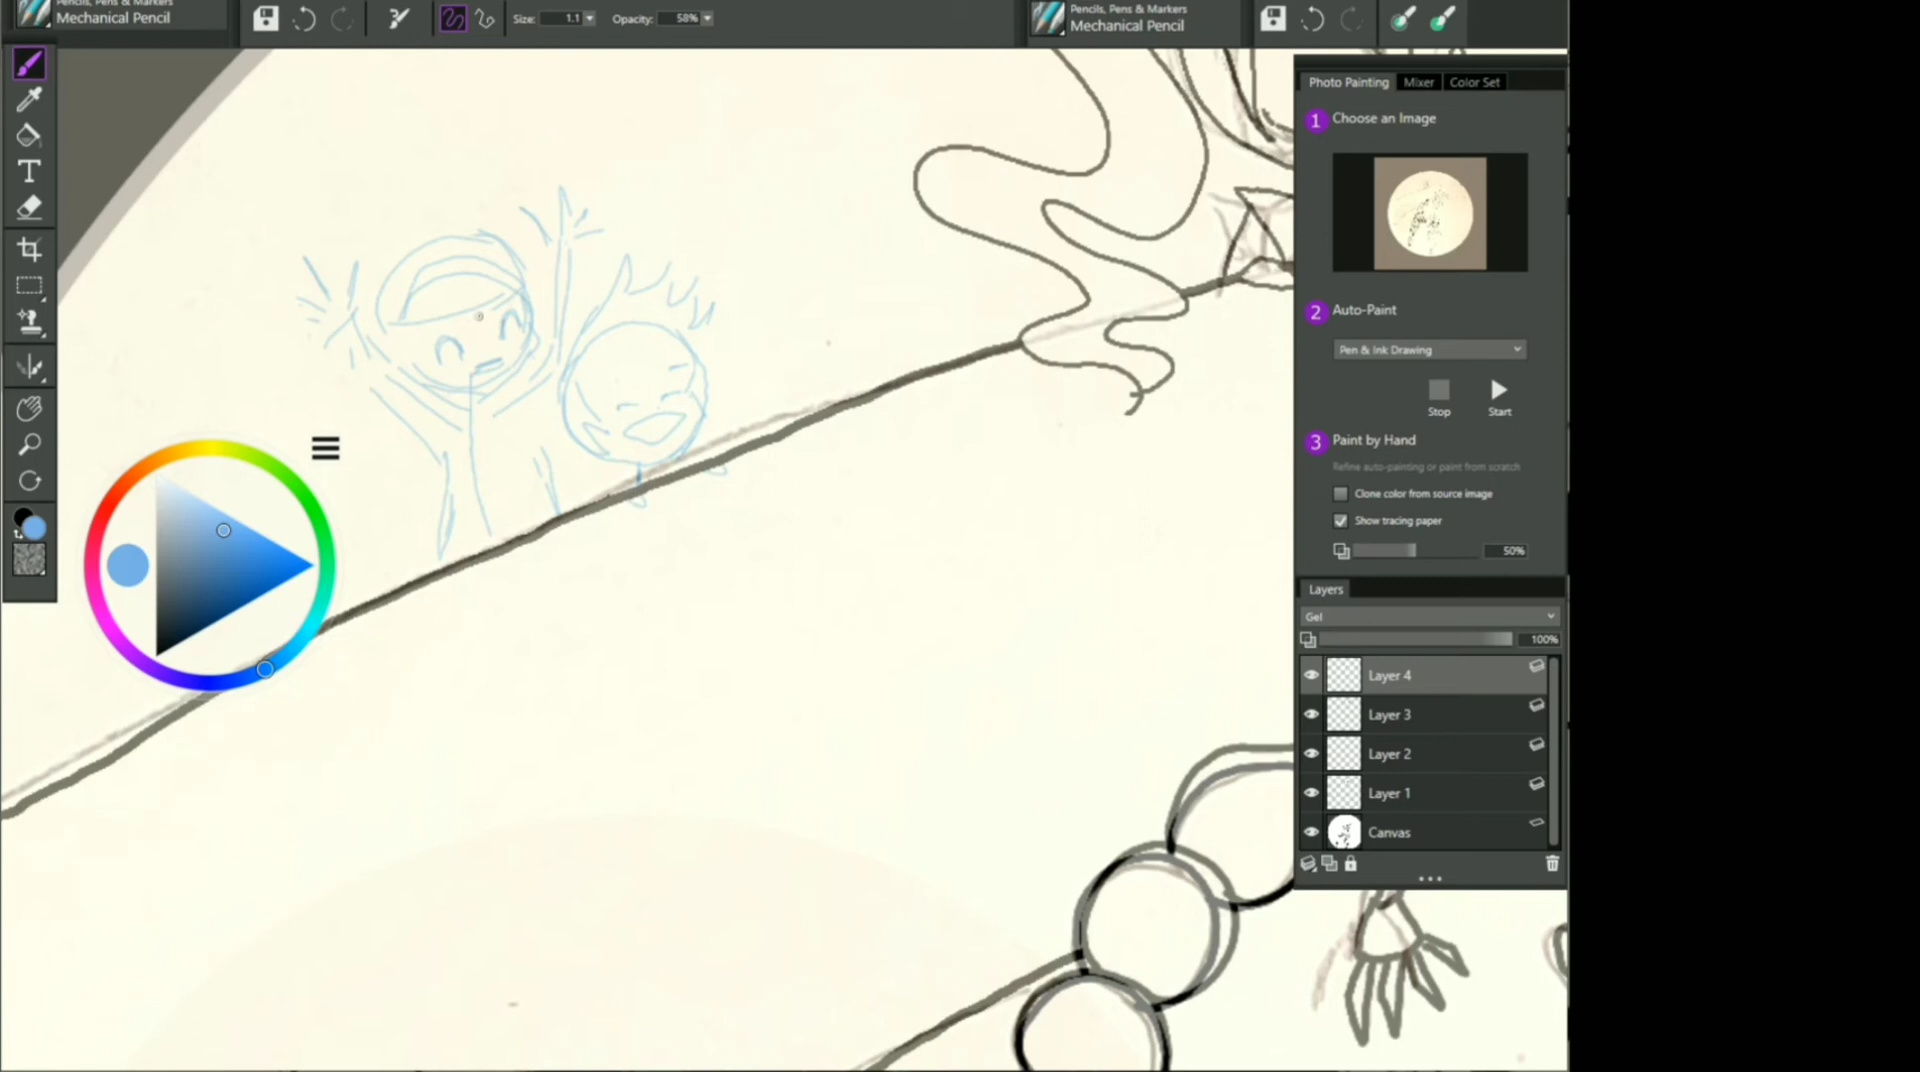 Pencils, Pens & Markers
Mechanical Pencil
Size: 1.1
Opacity: 58%
Pencils, Pens & Markers
Mechanical Pencil
Photo Painting
Mixer
Color Set
1 Choose an Image
2 Auto-Paint
Pen & Ink Drawing
Stop
Start
3 Paint by Hand
Refine auto-painting or paint from scratch
Clone color from source image
Show tracing paper
50%
Layers
Gel
100%
Layer 4
Layer 3
Layer 2
Layer 1
Canvas
T